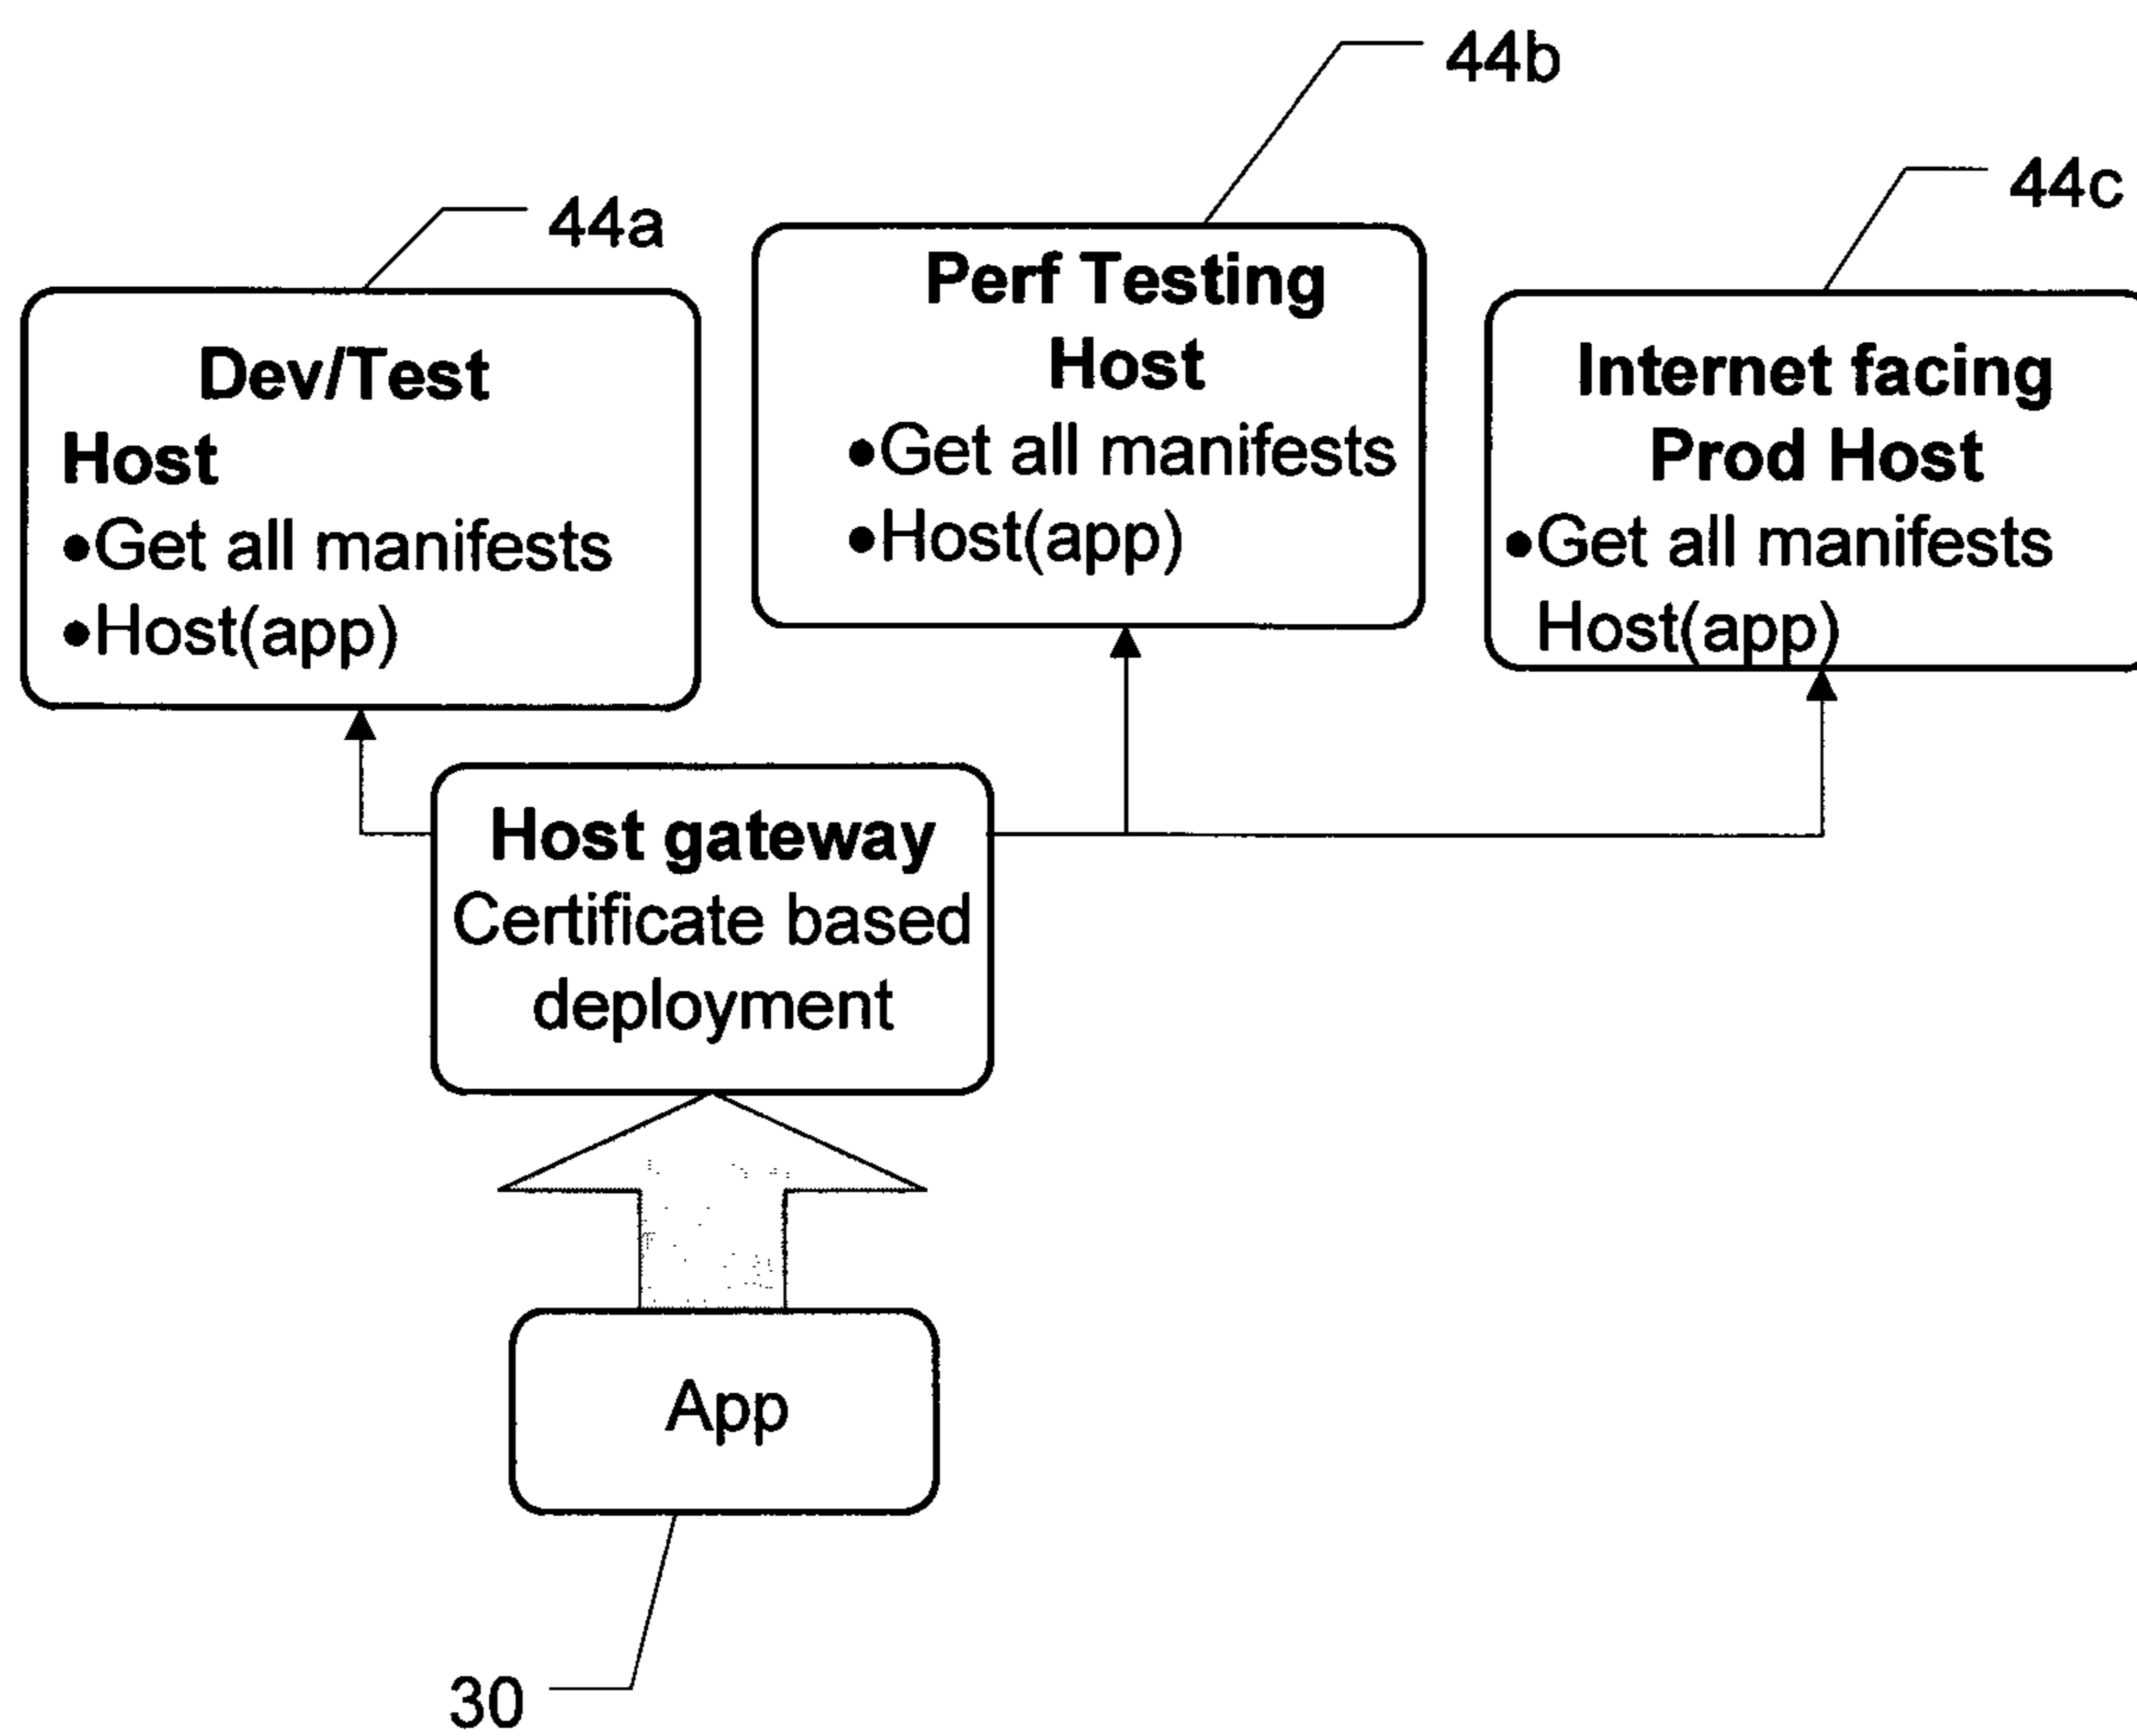 44b
44c
44a
Dev/Test
Host
•Get all manifests
•Host(app)
Perf Testing
Host
•Get all manifests
•Host(app)
Internet facing
Prod Host
•Get all manifests
Host(app)
Host gateway
Certificate based
deployment
App
30